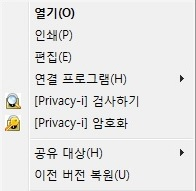 열기(O)
인쇄(P)
편집(E)
연결 프로그램(H)
[Privacy-i] 검사하기
[Privacy-i] 암호화
공유 대상(H)
이전 버전 복원(U)